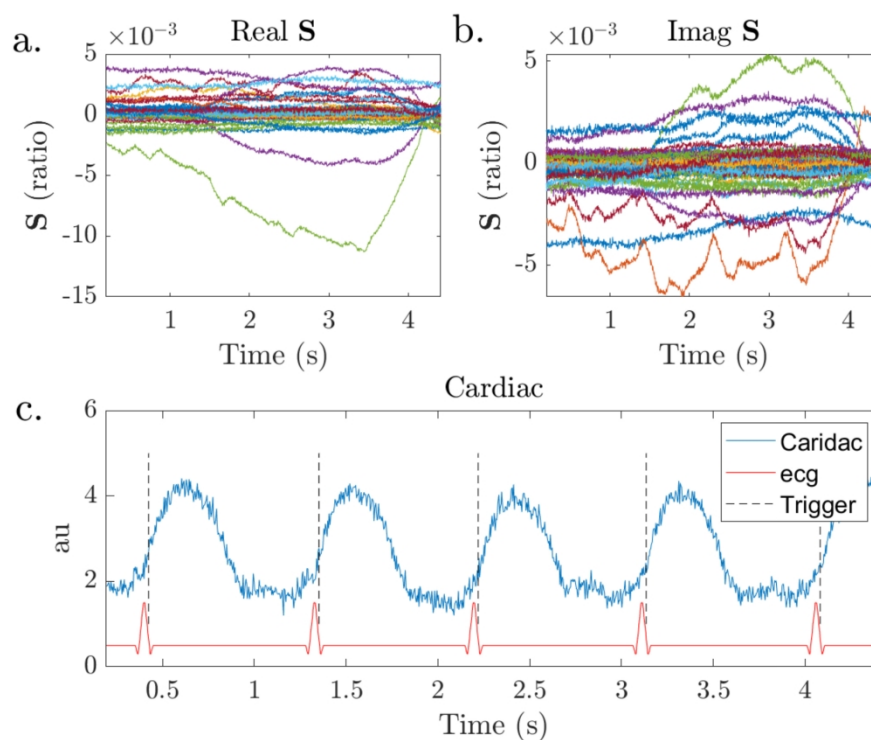 a.
×10⁻³
Real S
5
0
-5
-10
-15
S (ratio)
1
2
3
4
Time (s)
b.
×10⁻³
Imag S
5
0
-5
S (ratio)
1
2
3
4
Time (s)
c.
Cardiac
6
4
2
0
au
Caridac
ecg
Trigger
0.5
1
1.5
2
2.5
3
3.5
4
Time (s)